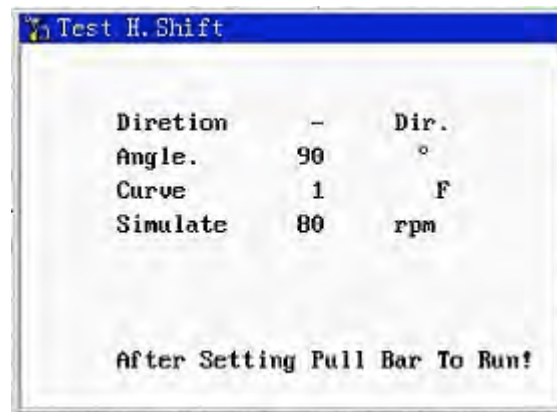 Test H.Shift
Diretion - Dir.
Angle. 90 °
Curve 1 F
Simulate 80 rpm
After Setting Pull Bar To Run!